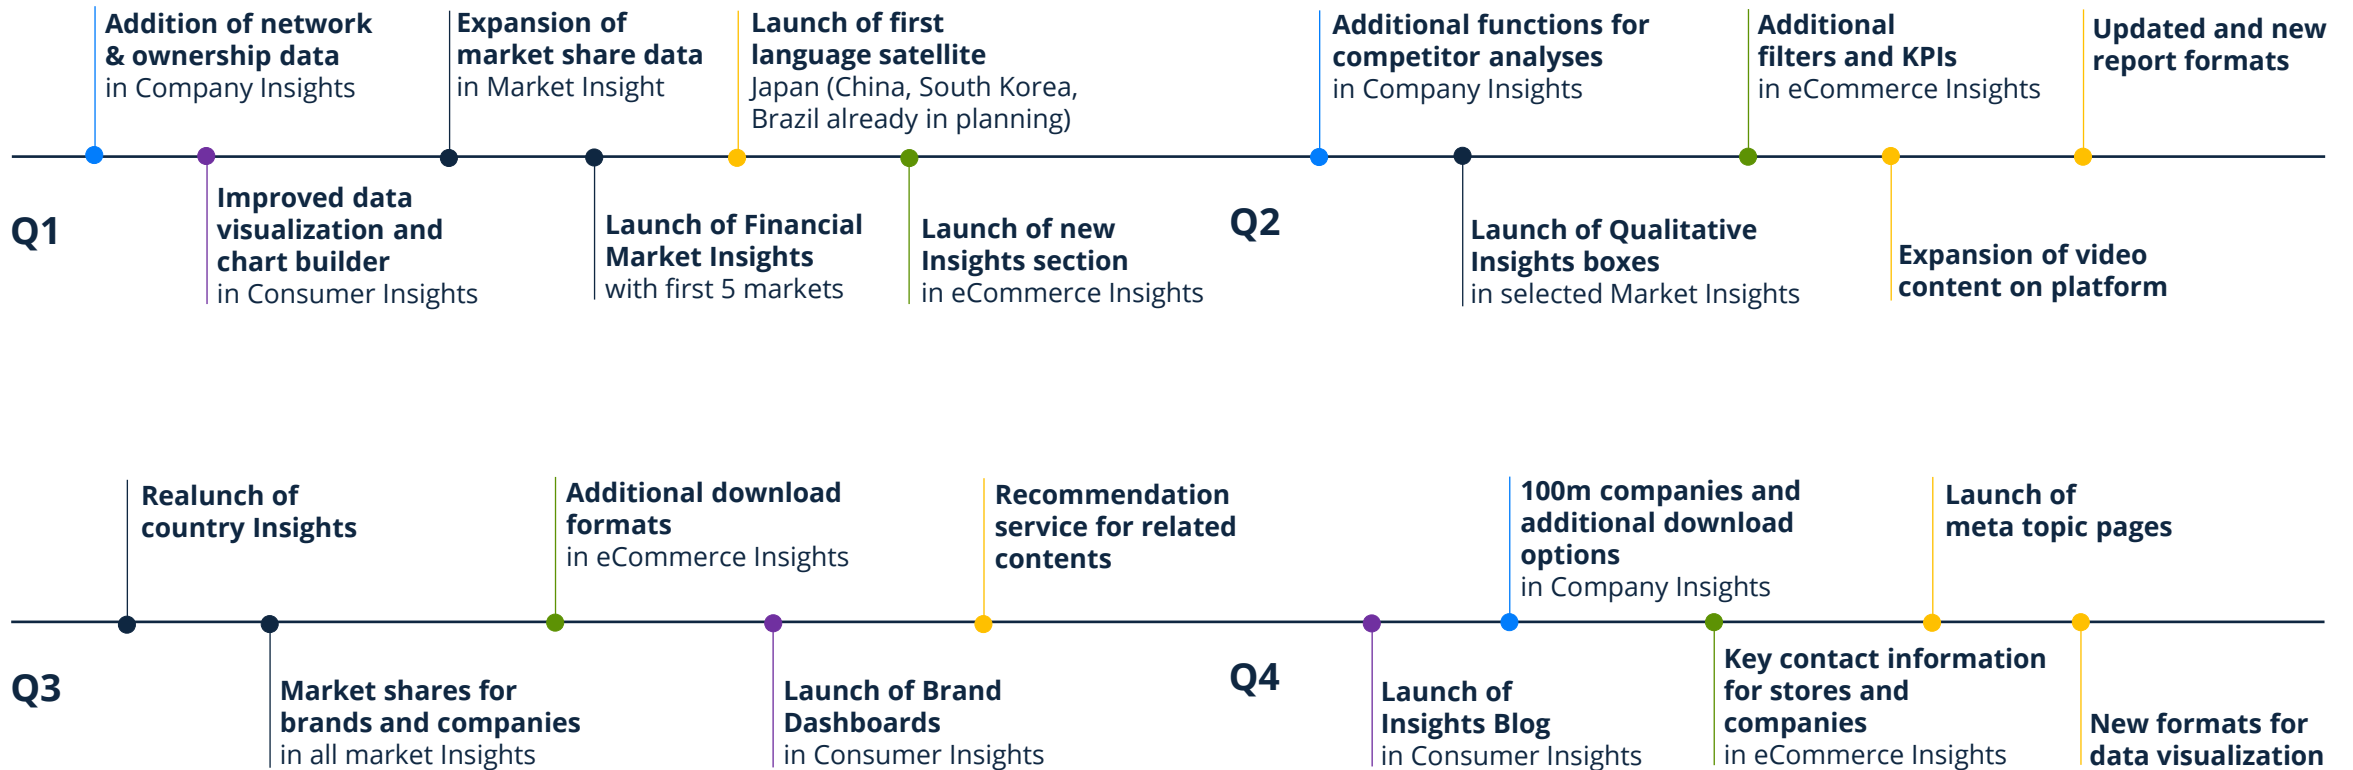 Addition of network
& ownership data
in Company Insights
Expansion of
market share data
in Market Insight
Launch of first
language satellite
Japan (China, South Korea,
Brazil already in planning)
Additional functions for
competitor analyses
in Company Insights
Additional
filters and KPIs
in eCommerce Insights
Updated and new
report formats
Q1
Improved data
visualization and
chart builder
in Consumer Insights
Launch of Financial
Market Insights
with first 5 markets
Launch of new
Insights section
in eCommerce Insights
Q2
Launch of Qualitative
Insights boxes
in selected Market Insights
Expansion of video
content on platform
Realunch of
country Insights
Additional download
formats
in eCommerce Insights
Recommendation
service for related
contents
100m companies and
additional download
options
in Company Insights
Launch of
meta topic pages
Q3
Market shares for
brands and companies
in all market Insights
Launch of Brand
Dashboards
in Consumer Insights
Q4
Launch of
Insights Blog
in Consumer Insights
Key contact information
for stores and
companies
in eCommerce Insights
New formats for
data visualization